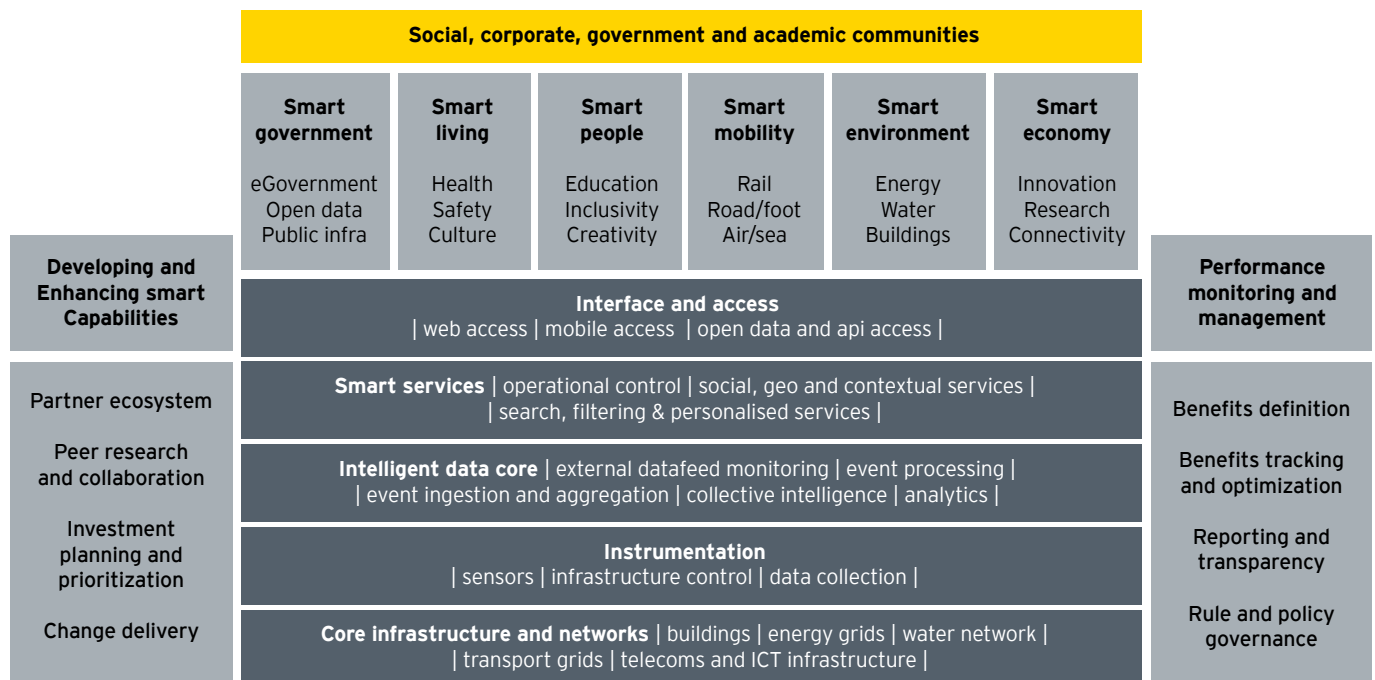 Social, corporate, government and academic communities
Smart
government
eGovernment
Open data
Public infra
Smart
living
Health
Safety
Culture
Smart
people
Education
Inclusivity
Creativity
Smart
mobility
Rail
Road/foot
Air/sea
Smart
environment
Energy
Water
Buildings
Smart
economy
Innovation
Research
Connectivity
Developing and
Enhancing smart
Capabilities
Partner ecosystem
Peer research
and collaboration
Investment
planning and
prioritization
Change delivery
Interface and access
| web access | mobile access | open data and api access |
Smart services | operational control | social, geo and contextual services |
| search, filtering & personalised services |
Intelligent data core | external datafeed monitoring | event processing |
| event ingestion and aggregation | collective intelligence | analytics |
Instrumentation
| sensors | infrastructure control | data collection |
Core infrastructure and networks | buildings | energy grids | water network |
| transport grids | telecoms and ICT infrastructure |
Performance
monitoring and
management
Benefits definition
Benefits tracking
and optimization
Reporting and
transparency
Rule and policy
governance